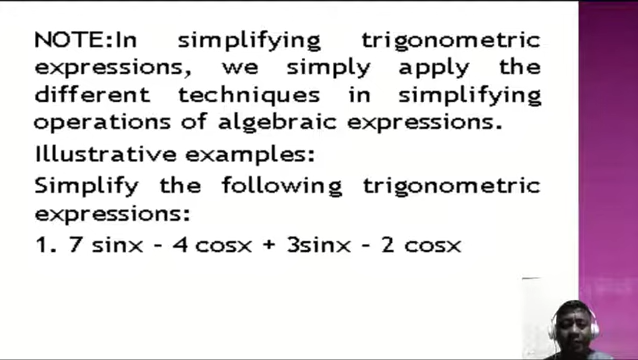 NOTE:In simplifying trigonometric
expressions, we simply apply the
different techniques in simplifying
operations of algebraic expressions.
Illustrative examples:
Simplify the following trigonometric
expressions:
1. 7 sinx - 4 cosx + 3sinx - 2 cosx